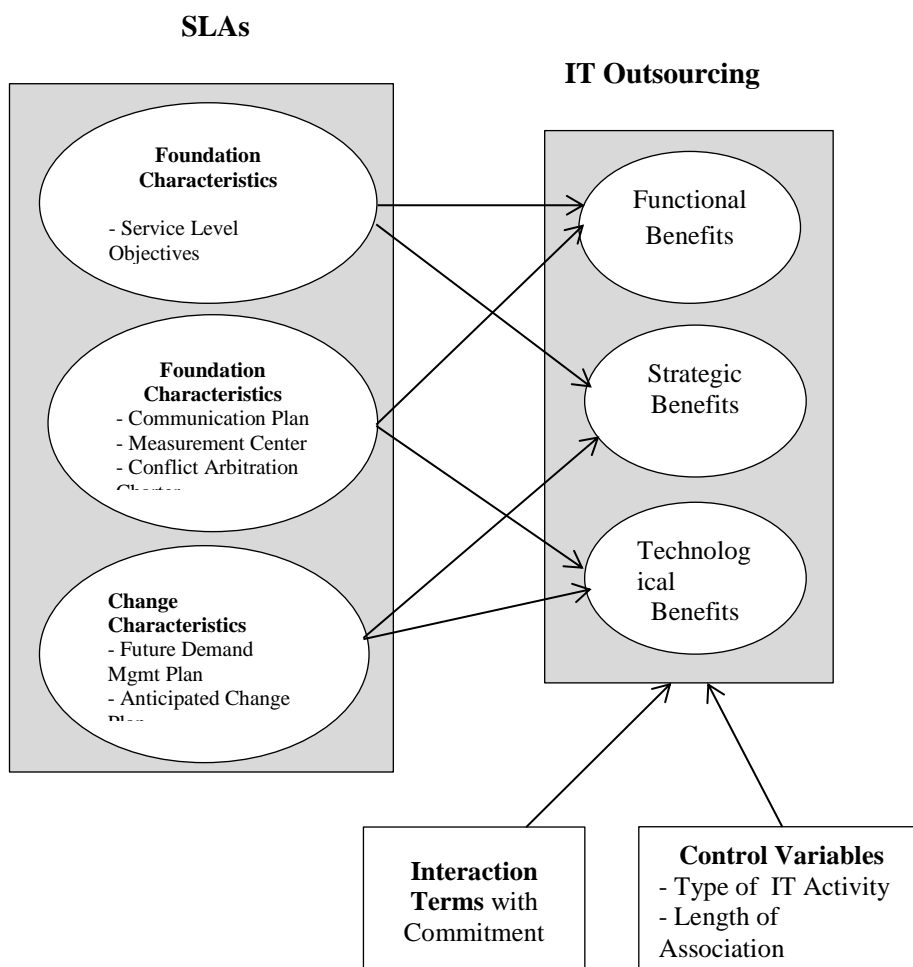 SLAs
IT Outsourcing
Foundation
Characteristics
- Service Level
Objectives
Foundation
Characteristics
- Communication Plan
- Measurement Center
- Conflict Arbitration
Change
Characteristics
- Future Demand
Mgmt Plan
- Anticipated Change
Functional
Benefits
Strategic
Benefits
Technolog
ical
Benefits
Interaction
Terms with
Commitment
Control Variables
- Type of IT Activity
- Length of
Association